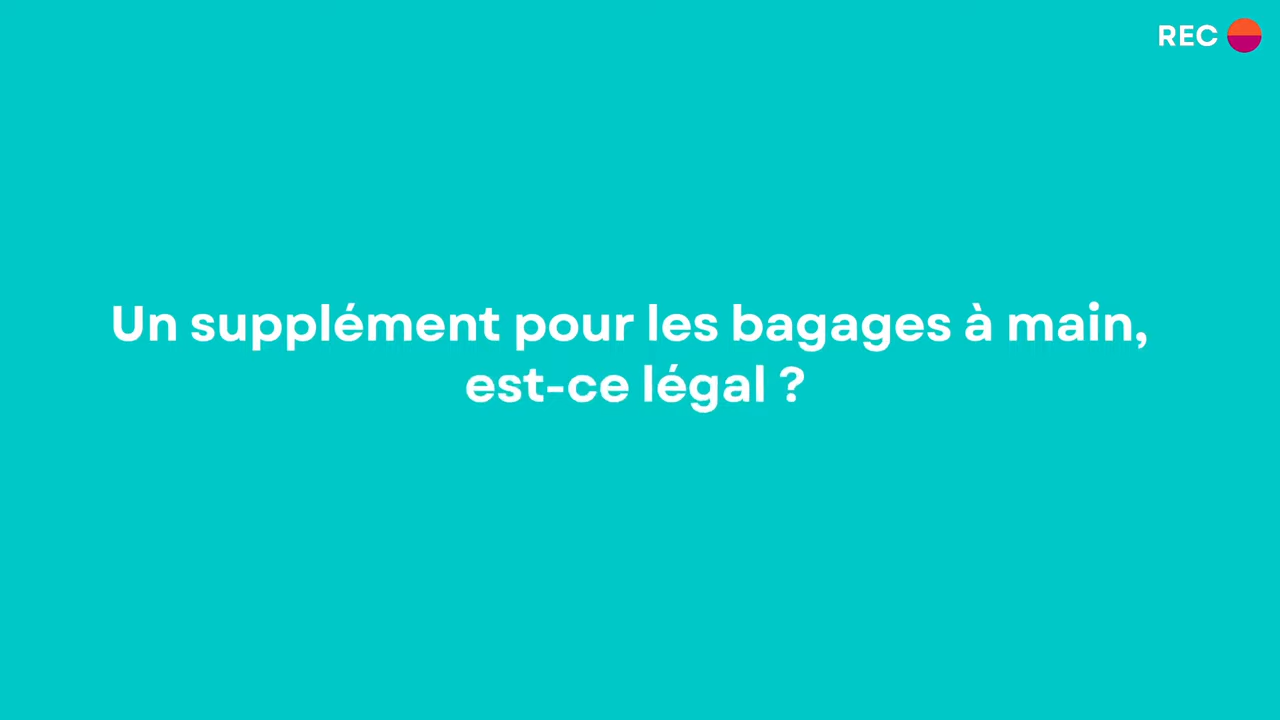 REC
Un supplément pour les bagages à main,
est-ce légal ?